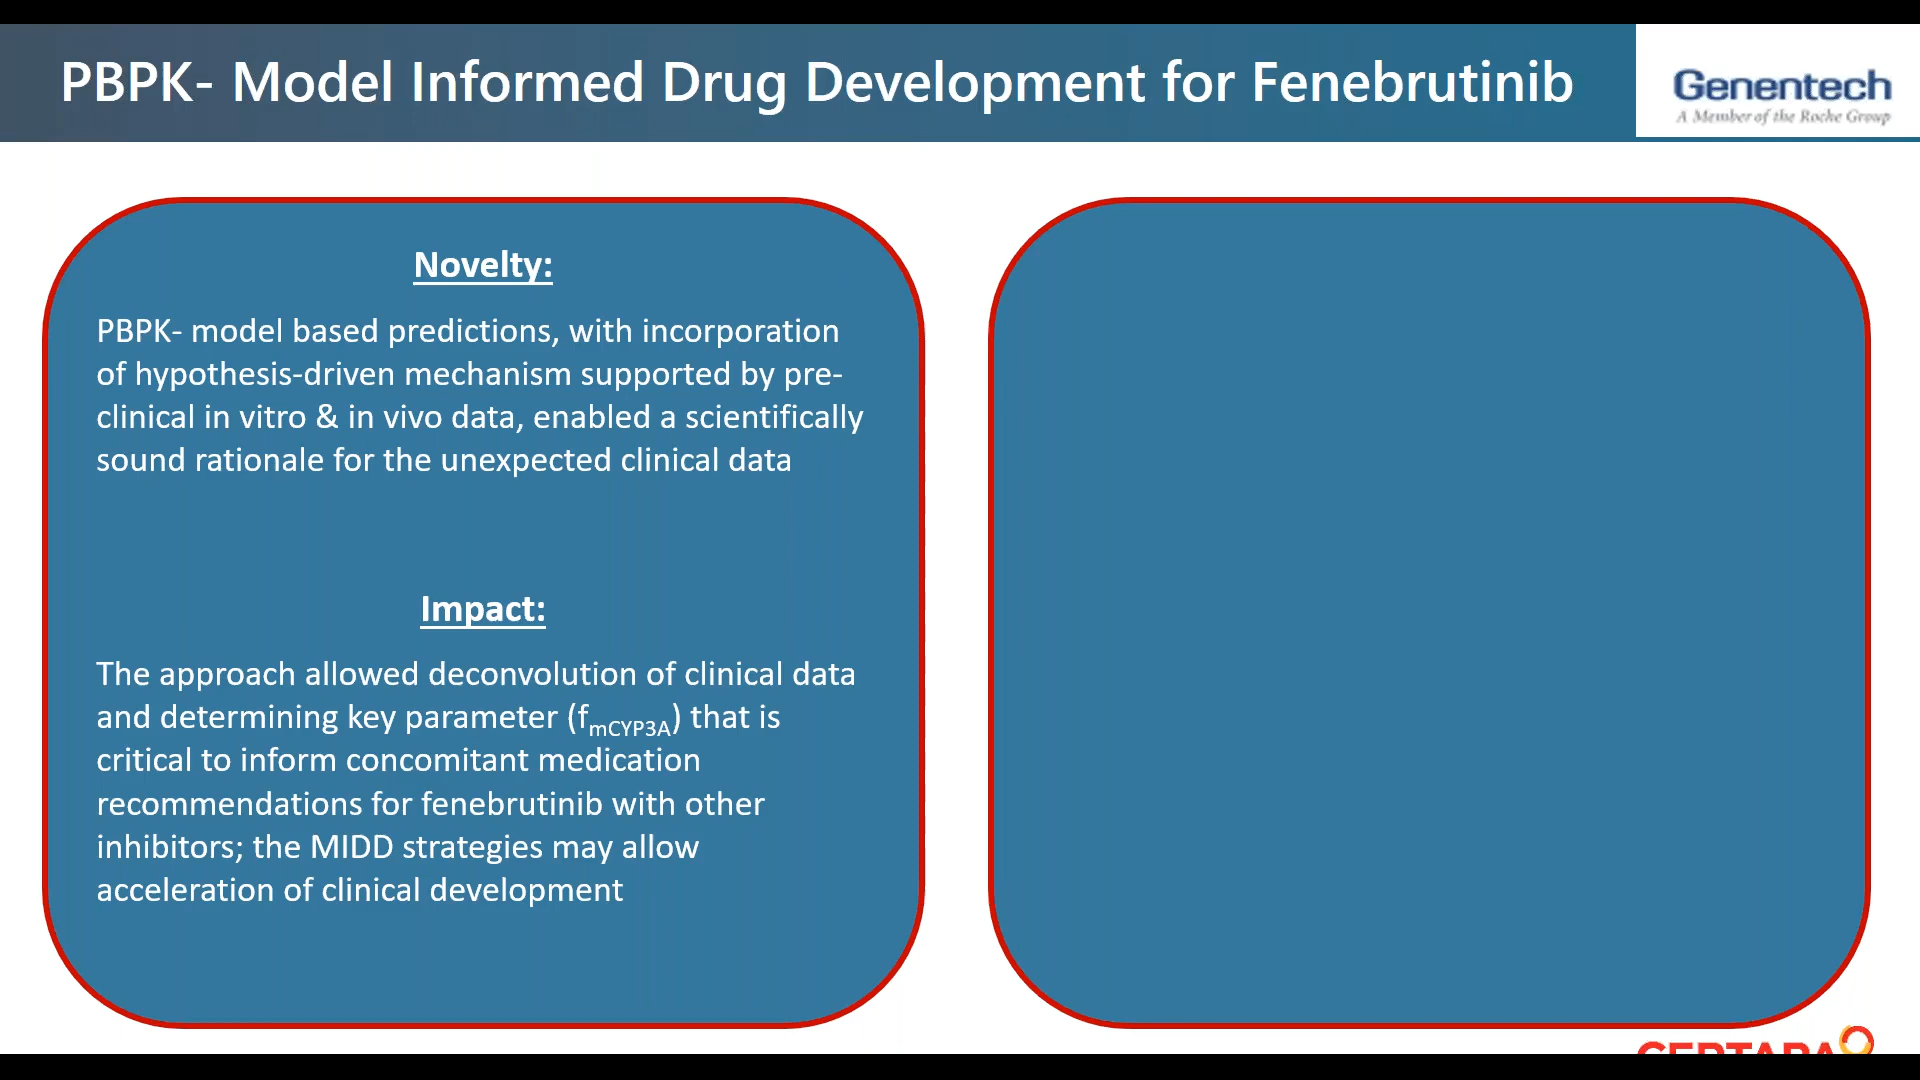 PBPK- Model Informed Drug Development for Fenebrutinib
Genentech
A Member of the Roche Group
Novelty:
PBPK- model based predictions, with incorporation
of hypothesis-driven mechanism supported by pre-
clinical in vitro & in vivo data, enabled a scientifically
sound rationale for the unexpected clinical data
Impact:
The approach allowed deconvolution of clinical data
and determining key parameter (fmCYP3A) that is
critical to inform concomitant medication
recommendations for fenebrutinib with other
inhibitors; the MIDD strategies may allow
acceleration of clinical development
CERTARA